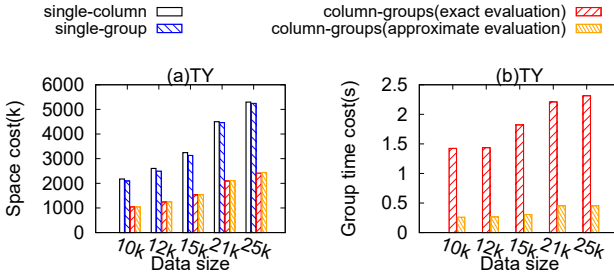 single-column
single-group
column-groups(exact evaluation)
column-groups(approximate evaluation)
(a)TY
Space cost(k)
6000
5000
4000
3000
2000
1000
0
10k 12k 15k 21k 25k
Data size
(b)TY
Group time cost(s)
2.5
2
1.5
1
0.5
0
10k 12k 15k 21k 25k
Data size